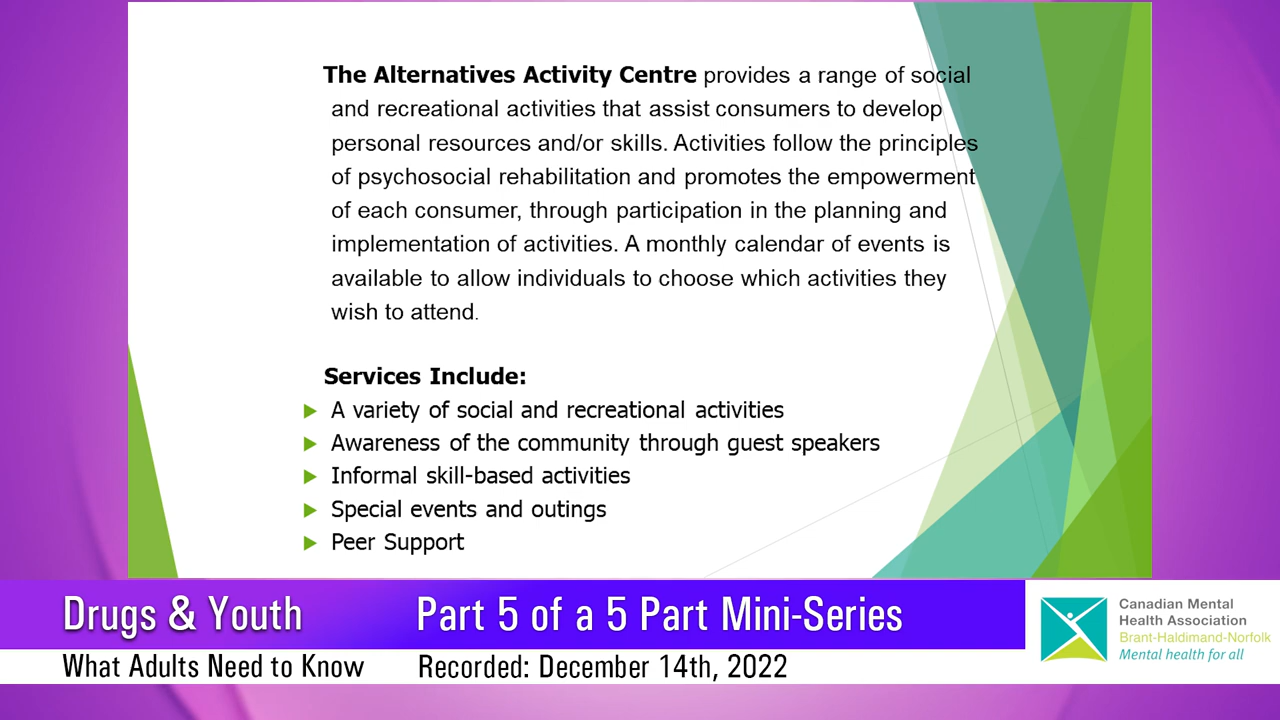 The Alternatives Activity Centre provides a range of social
and recreational activities that assist consumers to develop
personal resources and/or skills. Activities follow the principles
of psychosocial rehabilitation and promotes the empowerment
of each consumer, through participation in the planning and
implementation of activities. A monthly calendar of events is
available to allow individuals to choose which activities they
wish to attend.
Services Include:
A variety of social and recreational activities
Awareness of the community through guest speakers
Informal skill-based activities
Special events and outings
Peer Support
Drugs & Youth
Part 5 of a 5 Part Mini-Series
What Adults Need to Know
Recorded: December 14th, 2022
Canadian Mental
Health Association
Brant-Haldimand-Norfolk
Mental health for all